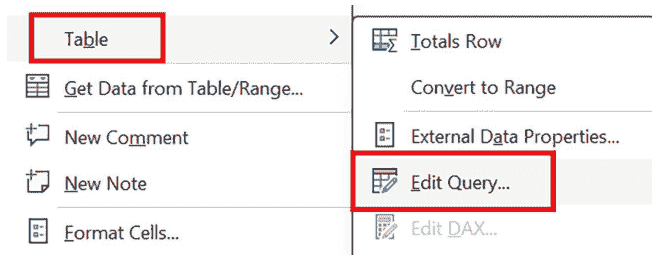 Table
Get Data from Table/Range...
New Comment
New Note
Format Cells...
Totals Row
Convert to Range
External Data Properties...
Edit Query...
Edit DAX...